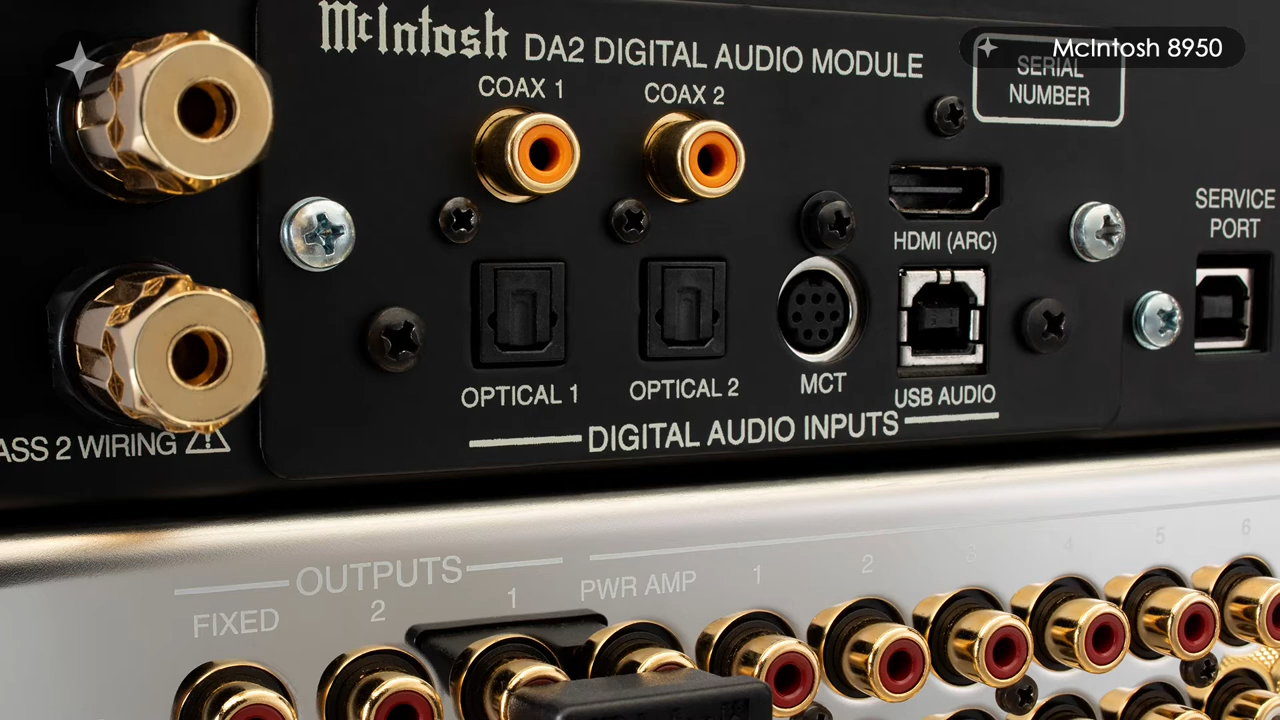 McIntosh DA2 DIGITAL AUDIO MODULE
McIntosh 8950
SERIAL
NUMBER
COAX 1
COAX 2
HDMI (ARC)
SERVICE
PORT
OPTICAL 1
OPTICAL 2
MCT
USB AUDIO
DIGITAL AUDIO INPUTS
ASS 2 WIRING
OUTPUTS
FIXED
2
1
PWR AMP
1
2
3
4
5
6